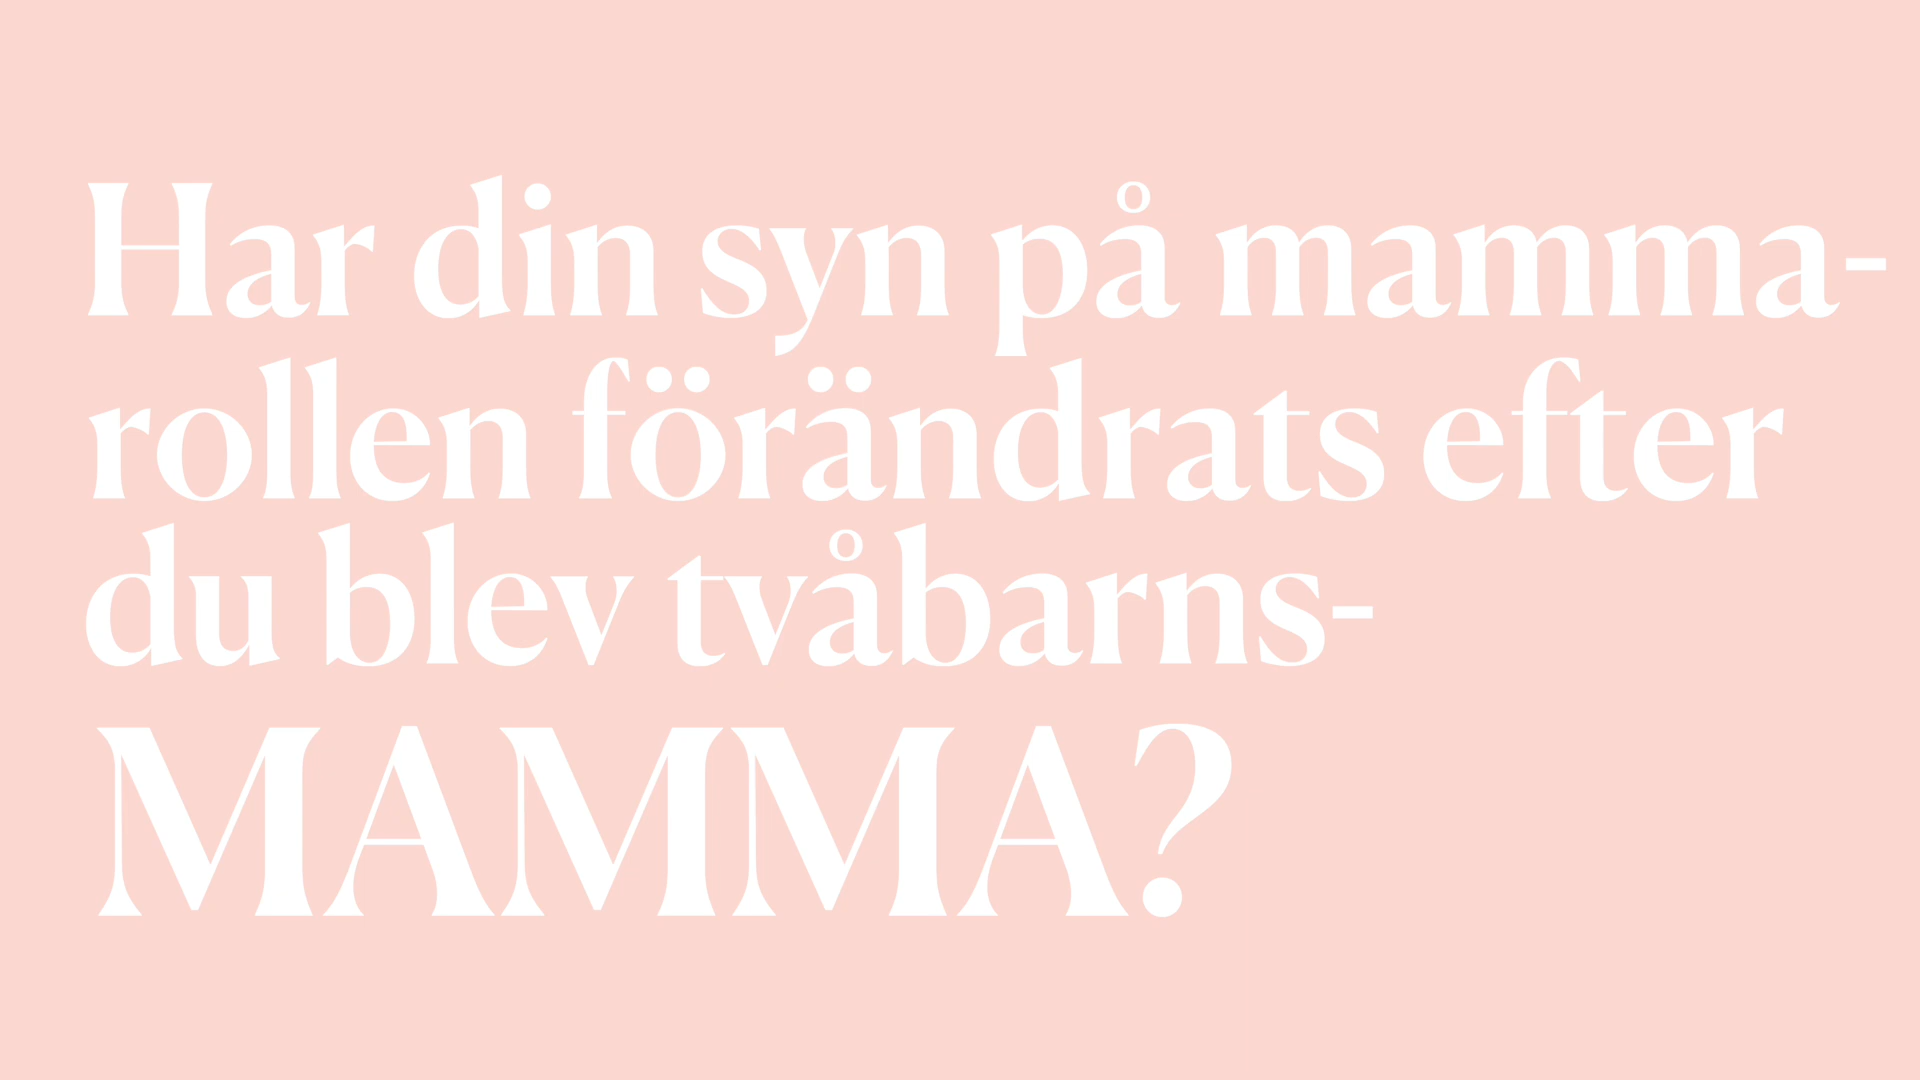 Har din syn på mamma-
rollen förändrats efter
du blev tvåbarns-
MAMMA?